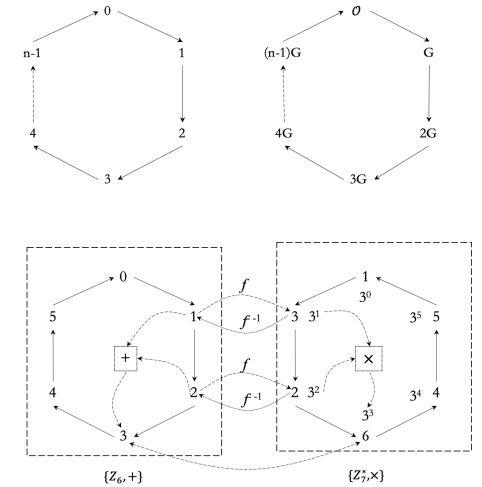 0 𝒪
n-1 1 (n-1)G G
4 2 4G 2G
3 3G
0 f 1
3⁰
5 1 3 3¹ 3⁵ 5
f⁻¹
+ ×
f
4 2 2 3² 3⁴ 4
f⁻¹
3³
3 6
{Z₆,+} {Z₇*,×}